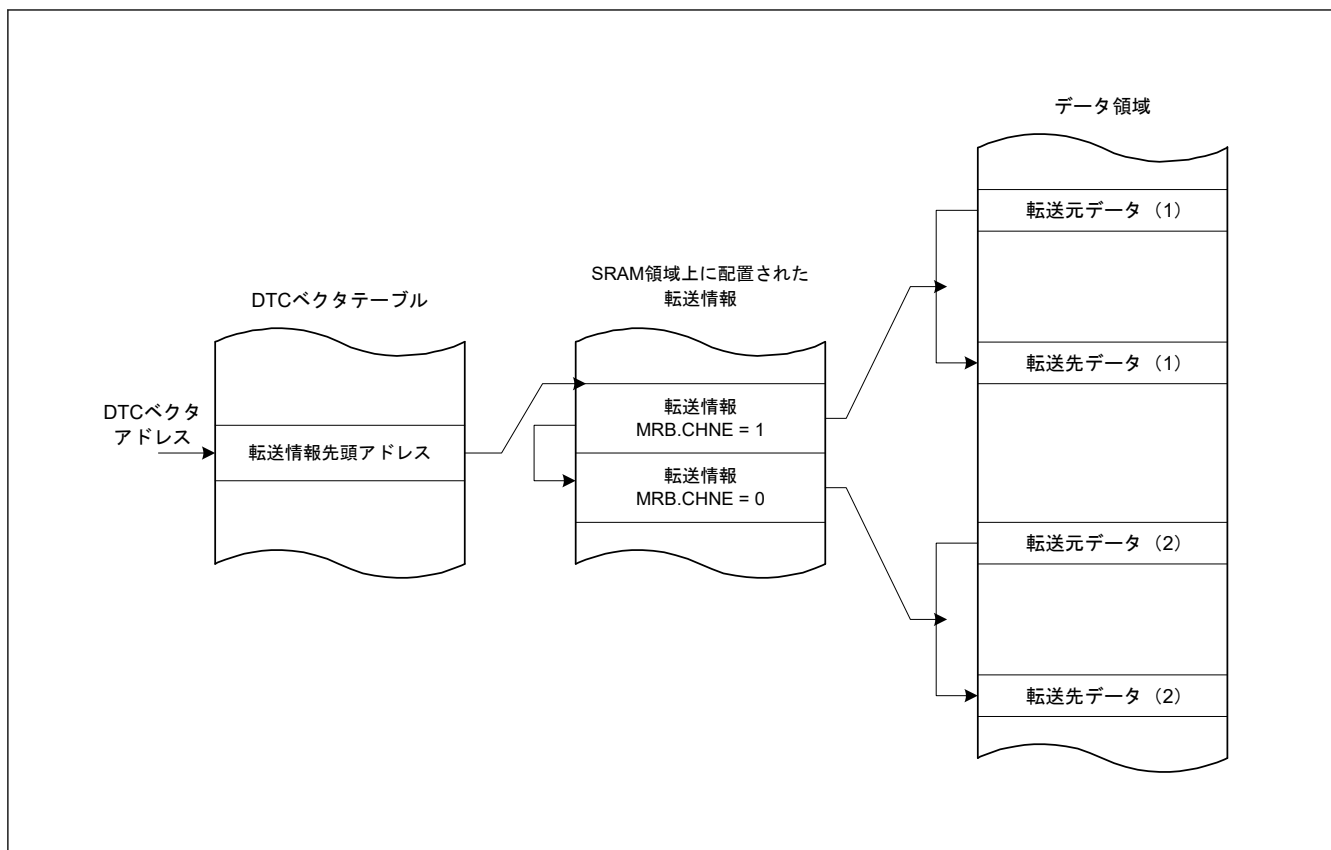 データ領域
転送元データ（1）
転送先データ（1）
転送元データ（2）
転送先データ（2）
SRAM領域上に配置された
転送情報
転送情報
MRB.CHNE = 1
転送情報
MRB.CHNE = 0
DTCベクタテーブル
転送情報先頭アドレス
DTCベクタ
アドレス